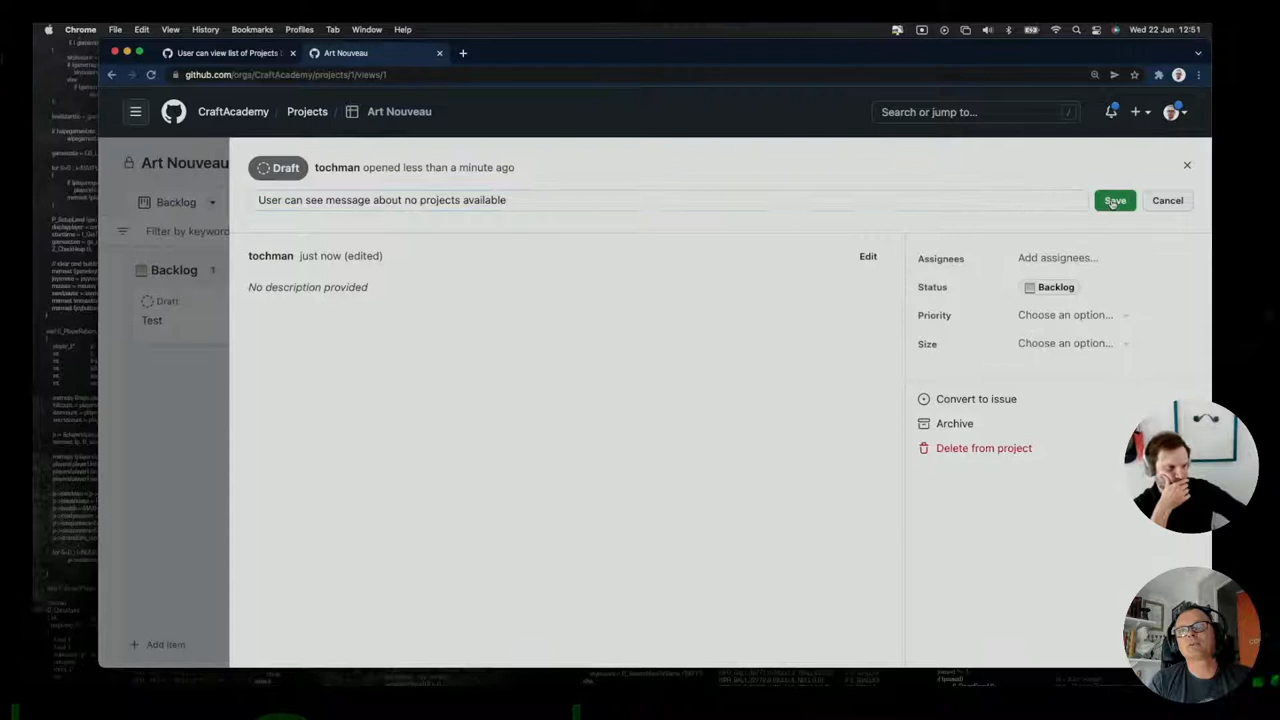 Chrome File Edit View History Bookmarks Profiles Tab Window Help Wed 22 Jun 12:51
User can view list of Projects Art Nouveau
github.com/orgs/CraftAcademy/projects/1/views/1
CraftAcademy / Projects / Art Nouveau Search or jump to... /
Art Nouveau
Draft tochman opened less than a minute ago
User can see message about no projects available Save Cancel
Backlog
Filter by keywo
tochman just now (edited) Edit
No description provided
Backlog 1
Draft
Test
Assignees Add assignees...
Status Backlog
Priority Choose an option...
Size Choose an option...
Convert to issue
Archive
Delete from project
+ Add item